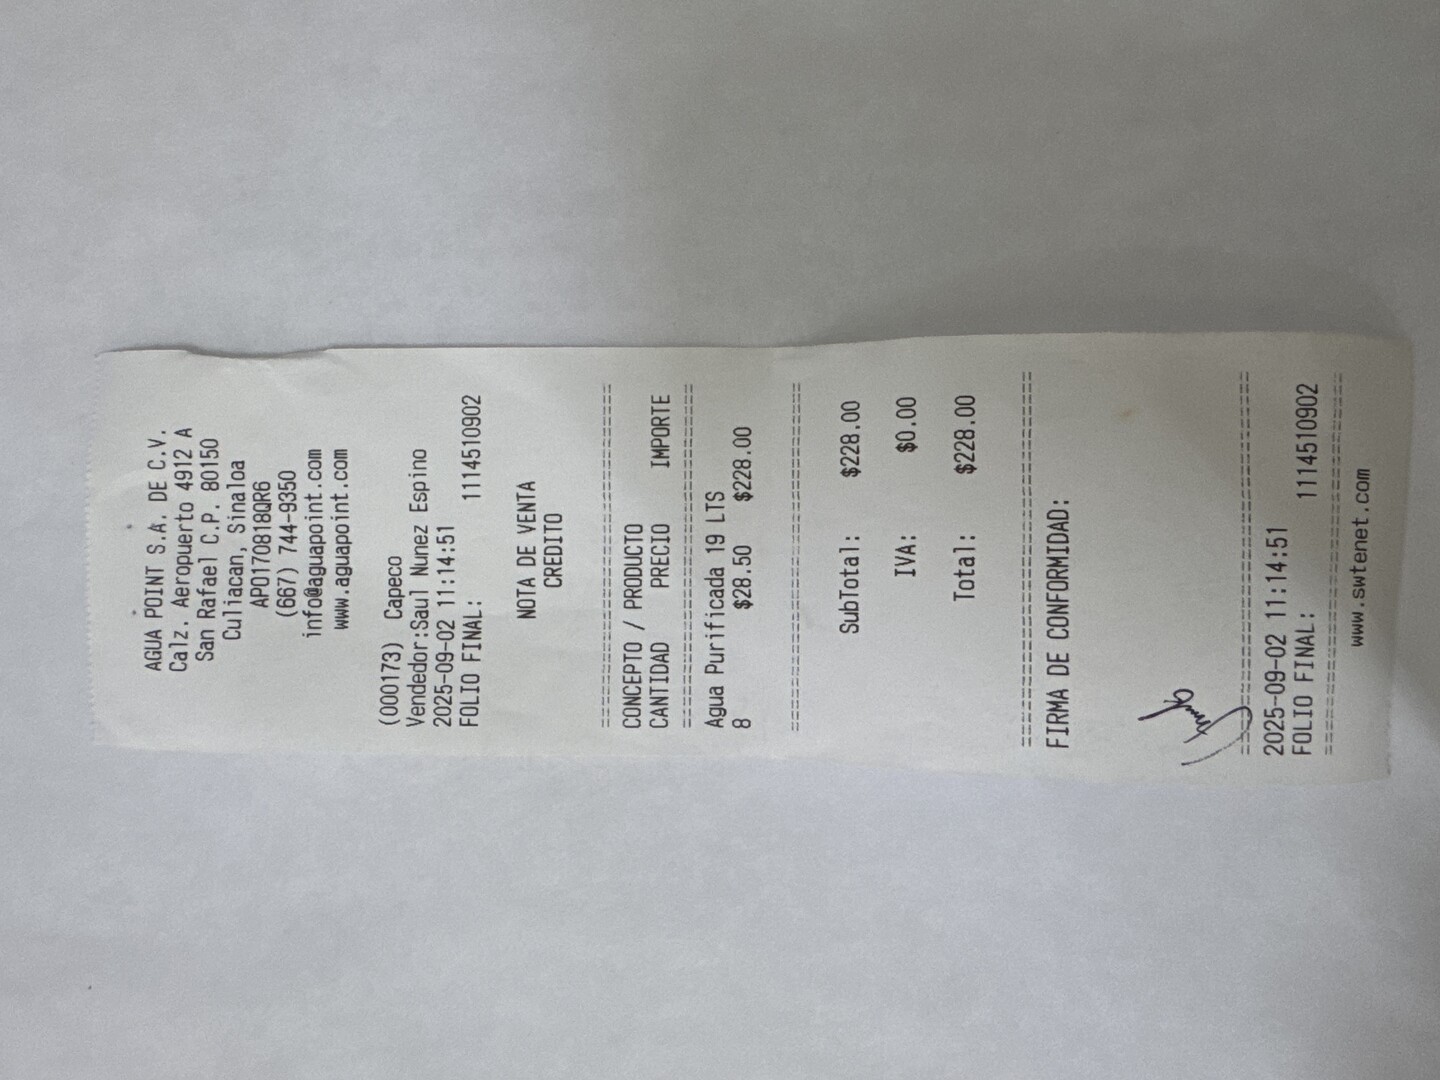 AGUA POINT S.A. DE C.V.
Calz. Aeropuerto 4912 A
San Rafael C.P. 80150
Culiacan, Sinaloa
APO170818QR6
(667) 744-9350
info@aguapoint.com
www.aguapoint.com
(000173) Capeco
Vendedor:Saul Nunez Espino
2025-09-02 11:14:51
FOLIO FINAL: 1114510902
NOTA DE VENTA
CREDITO
==============================
CONCEPTO / PRODUCTO
CANTIDAD PRECIO IMPORTE
==============================
Agua Purificada 19 LTS
8 $28.50 $228.00
==============================
SubTotal: $228.00
IVA: $0.00
Total: $228.00
==============================
FIRMA DE CONFORMIDAD:
==============================
2025-09-02 11:14:51
FOLIO FINAL: 1114510902
==============================
www.swtenet.com